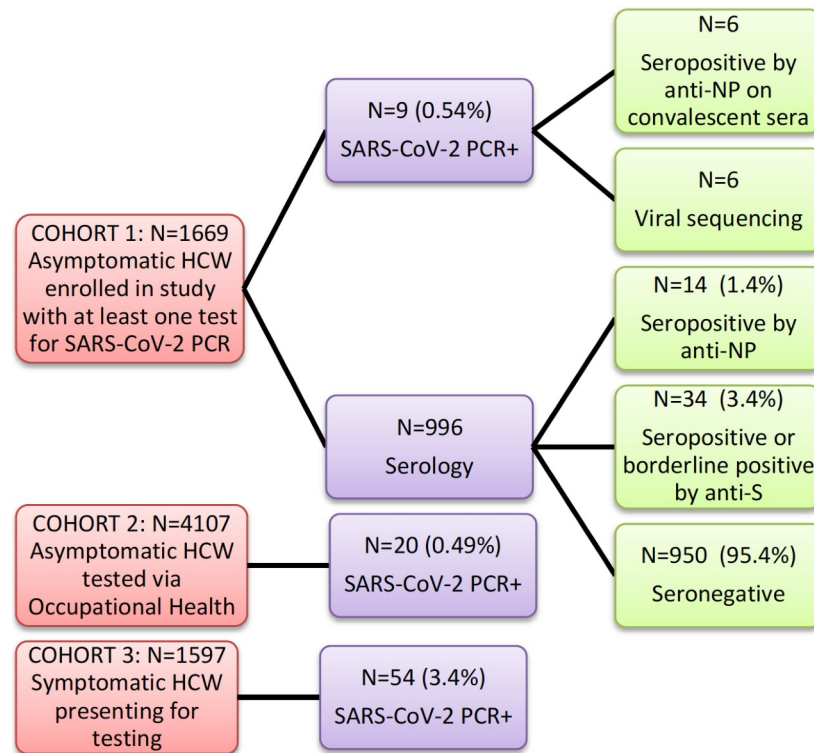 COHORT 1: N=1669
Asymptomatic HCW
enrolled in study
with at least one test
for SARS-CoV-2 PCR
N=9 (0.54%)
SARS-CoV-2 PCR+
N=6
Seropositive by
anti-NP on
convalescent sera
N=6
Viral sequencing
N=996
Serology
N=14 (1.4%)
Seropositive by
anti-NP
N=34 (3.4%)
Seropositive or
borderline positive
by anti-S
N=950 (95.4%)
Seronegative
COHORT 2: N=4107
Asymptomatic HCW
tested via
Occupational Health
N=20 (0.49%)
SARS-CoV-2 PCR+
COHORT 3: N=1597
Symptomatic HCW
presenting for
testing
N=54 (3.4%)
SARS-CoV-2 PCR+